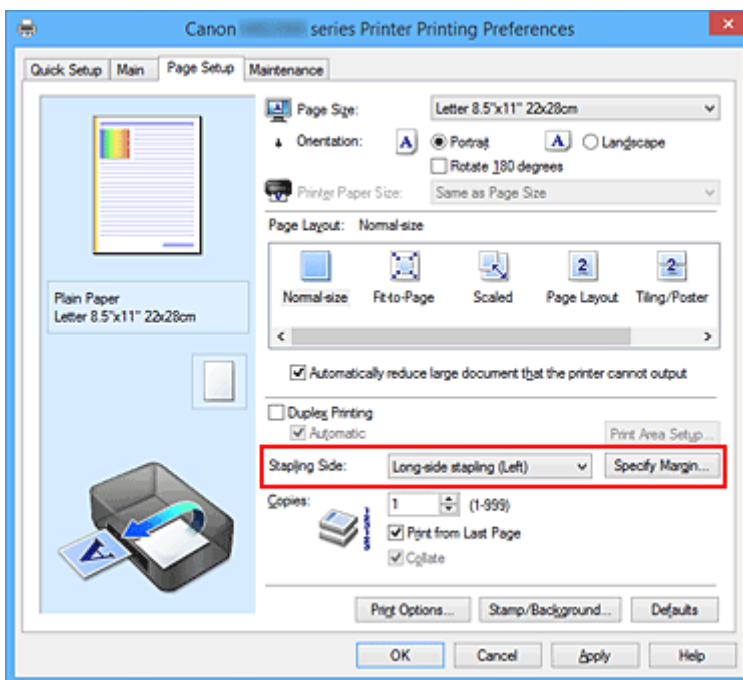 Canon series Printer Printing Preferences
Quick Setup Main Page Setup Maintenance
Page Size: Letter 8.5"x11" 22x28cm
Orientation: A Portrait A Landscape
Rotate 180 degrees
Printer Paper Size: Same as Page Size
Page Layout: Normal-size
2 2
Normal-size Fit-to-Page Scaled Page Layout Tiling/Poster
Plain Paper
Letter 8.5"x11" 22x28cm
Automatically reduce large document that the printer cannot output
Duplex Printing
Automatic Print Area Setup...
Stapling Side: Long-side stapling (Left) Specify Margin...
Copies: 1 (1-999)
Print from Last Page
Collate
A
Print Options... Stamp/Background... Defaults
OK Cancel Apply Help